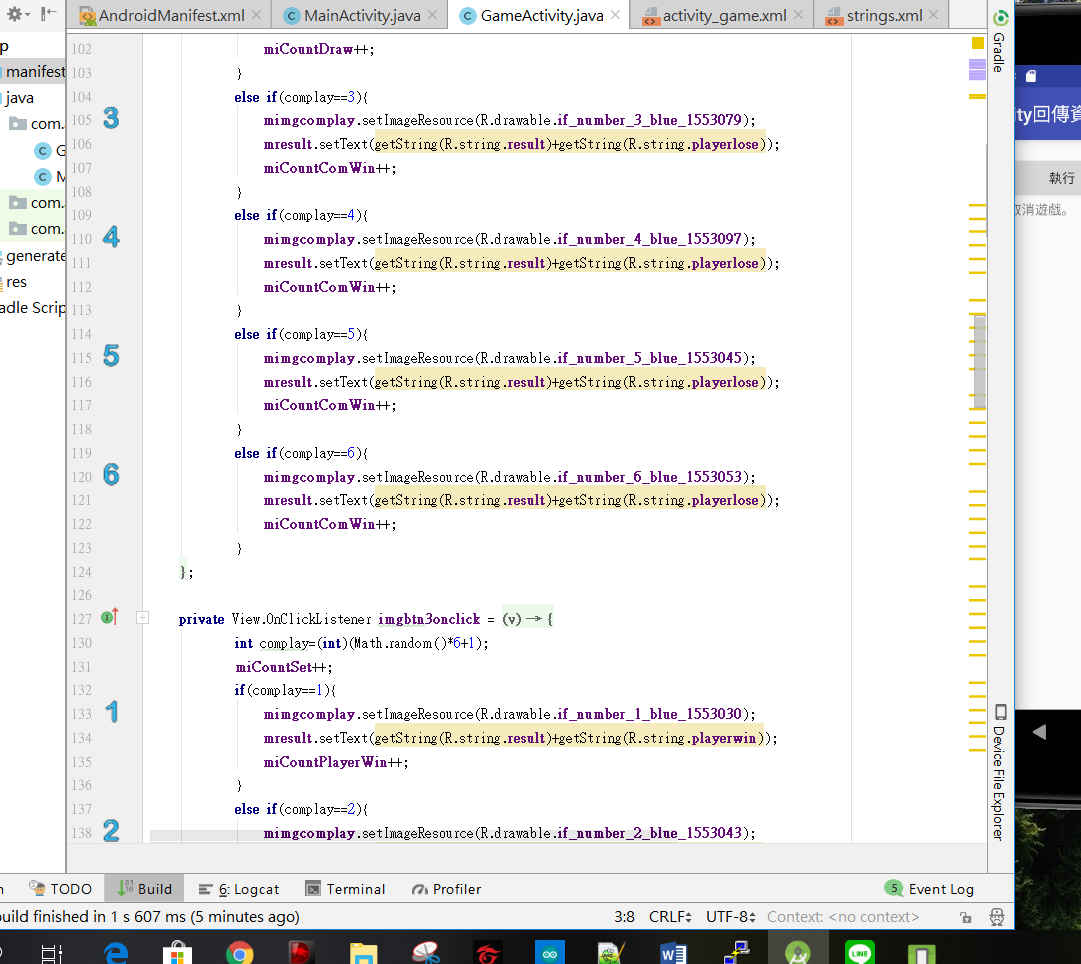 AndroidManifest.xml MainActivity.java GameActivity.java activity_game.xml strings.xml
p
manifest
java
com.
G
M
com.
com.
generate
res
adle Scrip
102 miCountDraw++;
103 }
104 else if(complay==3){
105 3 mimgcomplay.setImageResource(R.drawable.if_number_3_blue_1553079);
106 mresult.setText(getString(R.string.result)+getString(R.string.playerlose));
107 miCountComWin++;
108 }
109 else if(complay==4){
110 4 mimgcomplay.setImageResource(R.drawable.if_number_4_blue_1553097);
111 mresult.setText(getString(R.string.result)+getString(R.string.playerlose));
112 miCountComWin++;
113 }
114 else if(complay==5){
115 5 mimgcomplay.setImageResource(R.drawable.if_number_5_blue_1553045);
116 mresult.setText(getString(R.string.result)+getString(R.string.playerlose));
117 miCountComWin++;
118 }
119 else if(complay==6){
120 6 mimgcomplay.setImageResource(R.drawable.if_number_6_blue_1553053);
121 mresult.setText(getString(R.string.result)+getString(R.string.playerlose));
122 miCountComWin++;
123 }
124 };
126
127 private View.OnClickListener imgbtn3onclick = (v) → {
130 int complay=(int)(Math.random()*6+1);
131 miCountSet++;
132 if(complay==1){
133 1 mimgcomplay.setImageResource(R.drawable.if_number_1_blue_1553030);
134 mresult.setText(getString(R.string.result)+getString(R.string.playerwin));
135 miCountPlayerWin++;
136 }
137 else if(complay==2){
138 2 mimgcomplay.setImageResource(R.drawable.if_number_2_blue_1553043);
Gradle
Device File Explorer
ity回傳資
執行
取消遊戲。
TODO Build 6: Logcat Terminal Profiler 5 Event Log
uild finished in 1 s 607 ms (5 minutes ago) 3:8 CRLF UTF-8 Context: <no context>
LINE